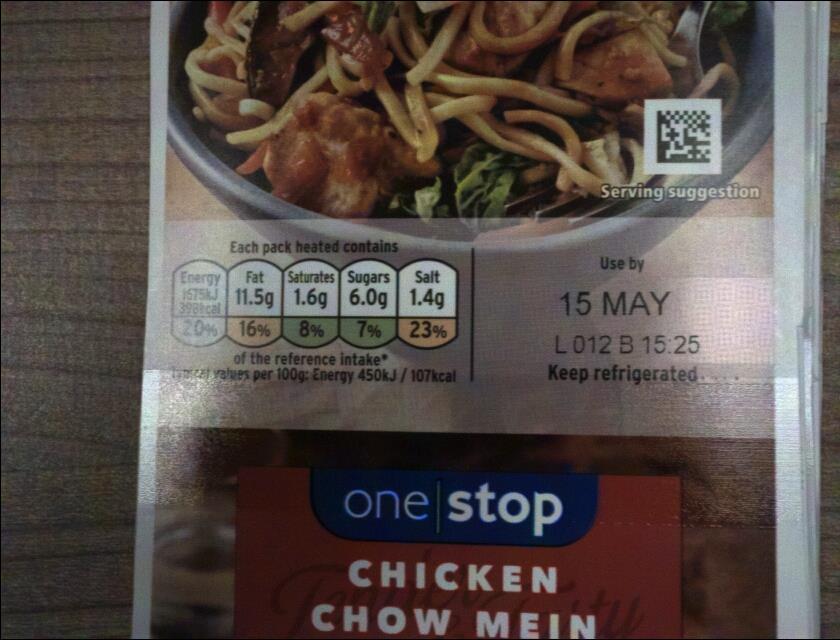 Serving suggestion
Each pack heated contains
Energy
1675kJ
398kcal
20%
Fat
11.5g
16%
Saturates
1.6g
8%
Sugars
6.0g
7%
Salt
1.4g
23%
of the reference intake*
Typical values per 100g: Energy 450kJ / 107kcal
Use by
15 MAY
L 012 B 15:25
Keep refrigerated
one stop
CHICKEN
CHOW MEIN